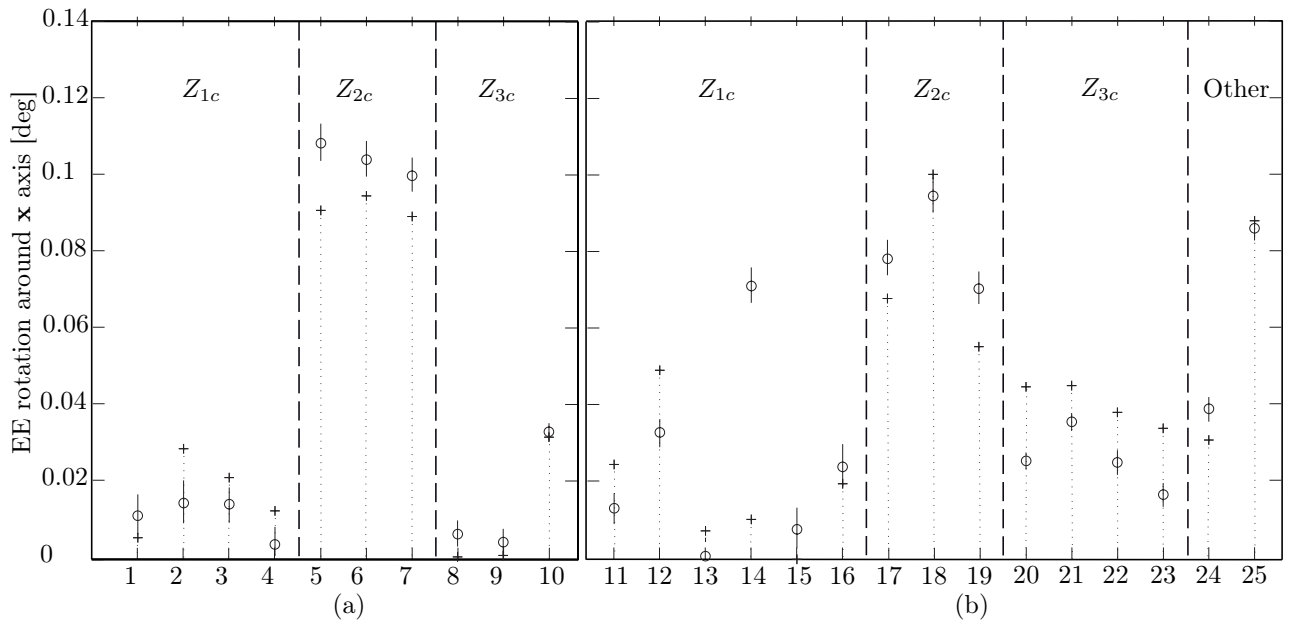 EE rotation around x axis [deg]
0.14
0.12
0.1
0.08
0.06
0.04
0.02
0
Z1c Z2c Z3c
Z1c Z2c Z3c Other
1 2 3 4 5 6 7 8 9 10
11 12 13 14 15 16 17 18 19 20 21 22 23 24 25
(a)
(b)